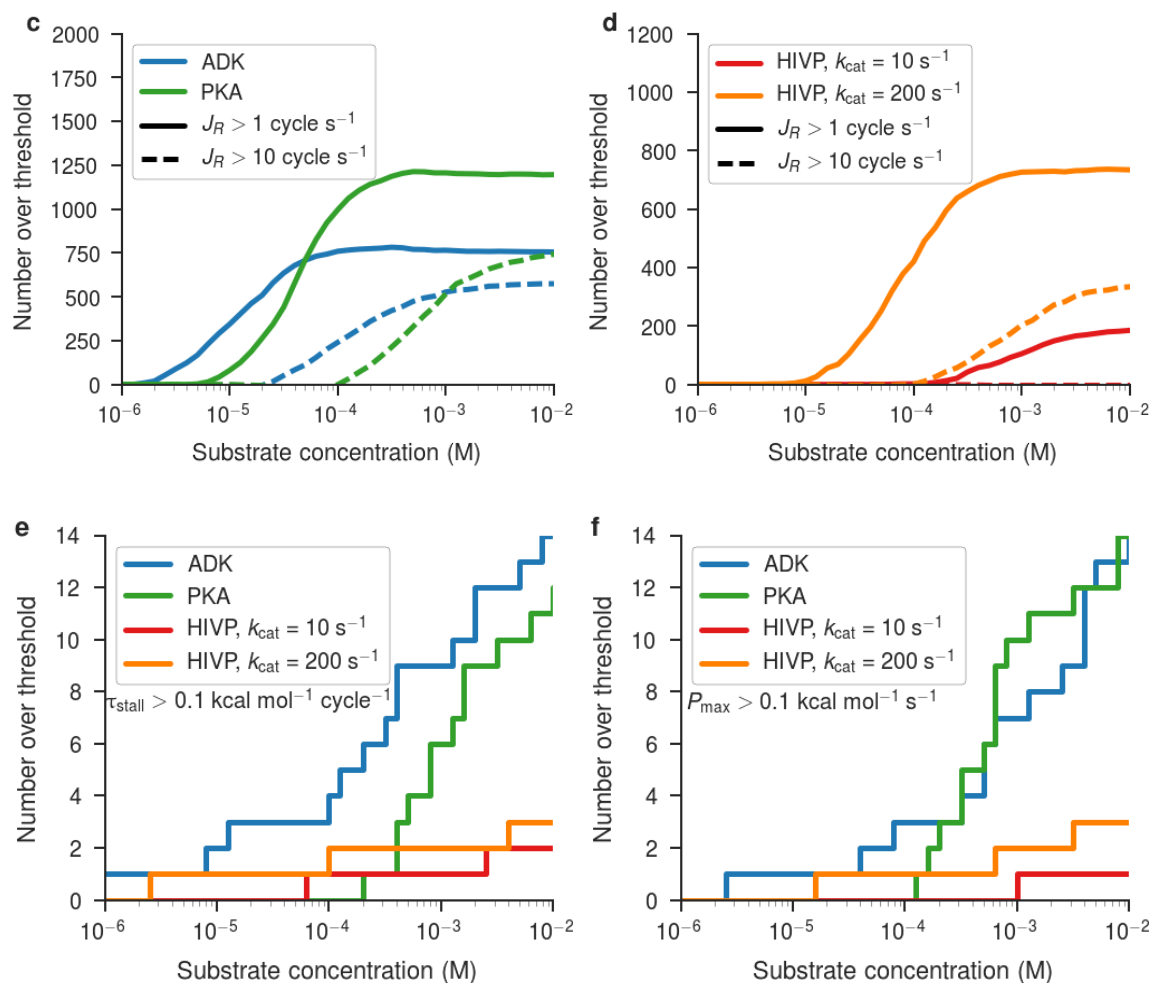 c
Number over threshold
2000
1750
1500
1250
1000
750
500
250
0
ADK
PKA
J_R > 1 cycle s⁻¹
J_R > 10 cycle s⁻¹
10⁻⁶ 10⁻⁵ 10⁻⁴ 10⁻³ 10⁻²
Substrate concentration (M)
d
Number over threshold
1200
1000
800
600
400
200
0
HIVP, k_cat = 10 s⁻¹
HIVP, k_cat = 200 s⁻¹
J_R > 1 cycle s⁻¹
J_R > 10 cycle s⁻¹
10⁻⁶ 10⁻⁵ 10⁻⁴ 10⁻³ 10⁻²
Substrate concentration (M)
e
Number over threshold
14
12
10
8
6
4
2
0
ADK
PKA
HIVP, k_cat = 10 s⁻¹
HIVP, k_cat = 200 s⁻¹
τ_stall > 0.1 kcal mol⁻¹ cycle⁻¹
10⁻⁶ 10⁻⁵ 10⁻⁴ 10⁻³ 10⁻²
Substrate concentration (M)
f
Number over threshold
14
12
10
8
6
4
2
0
ADK
PKA
HIVP, k_cat = 10 s⁻¹
HIVP, k_cat = 200 s⁻¹
P_max > 0.1 kcal mol⁻¹ s⁻¹
10⁻⁶ 10⁻⁵ 10⁻⁴ 10⁻³ 10⁻²
Substrate concentration (M)